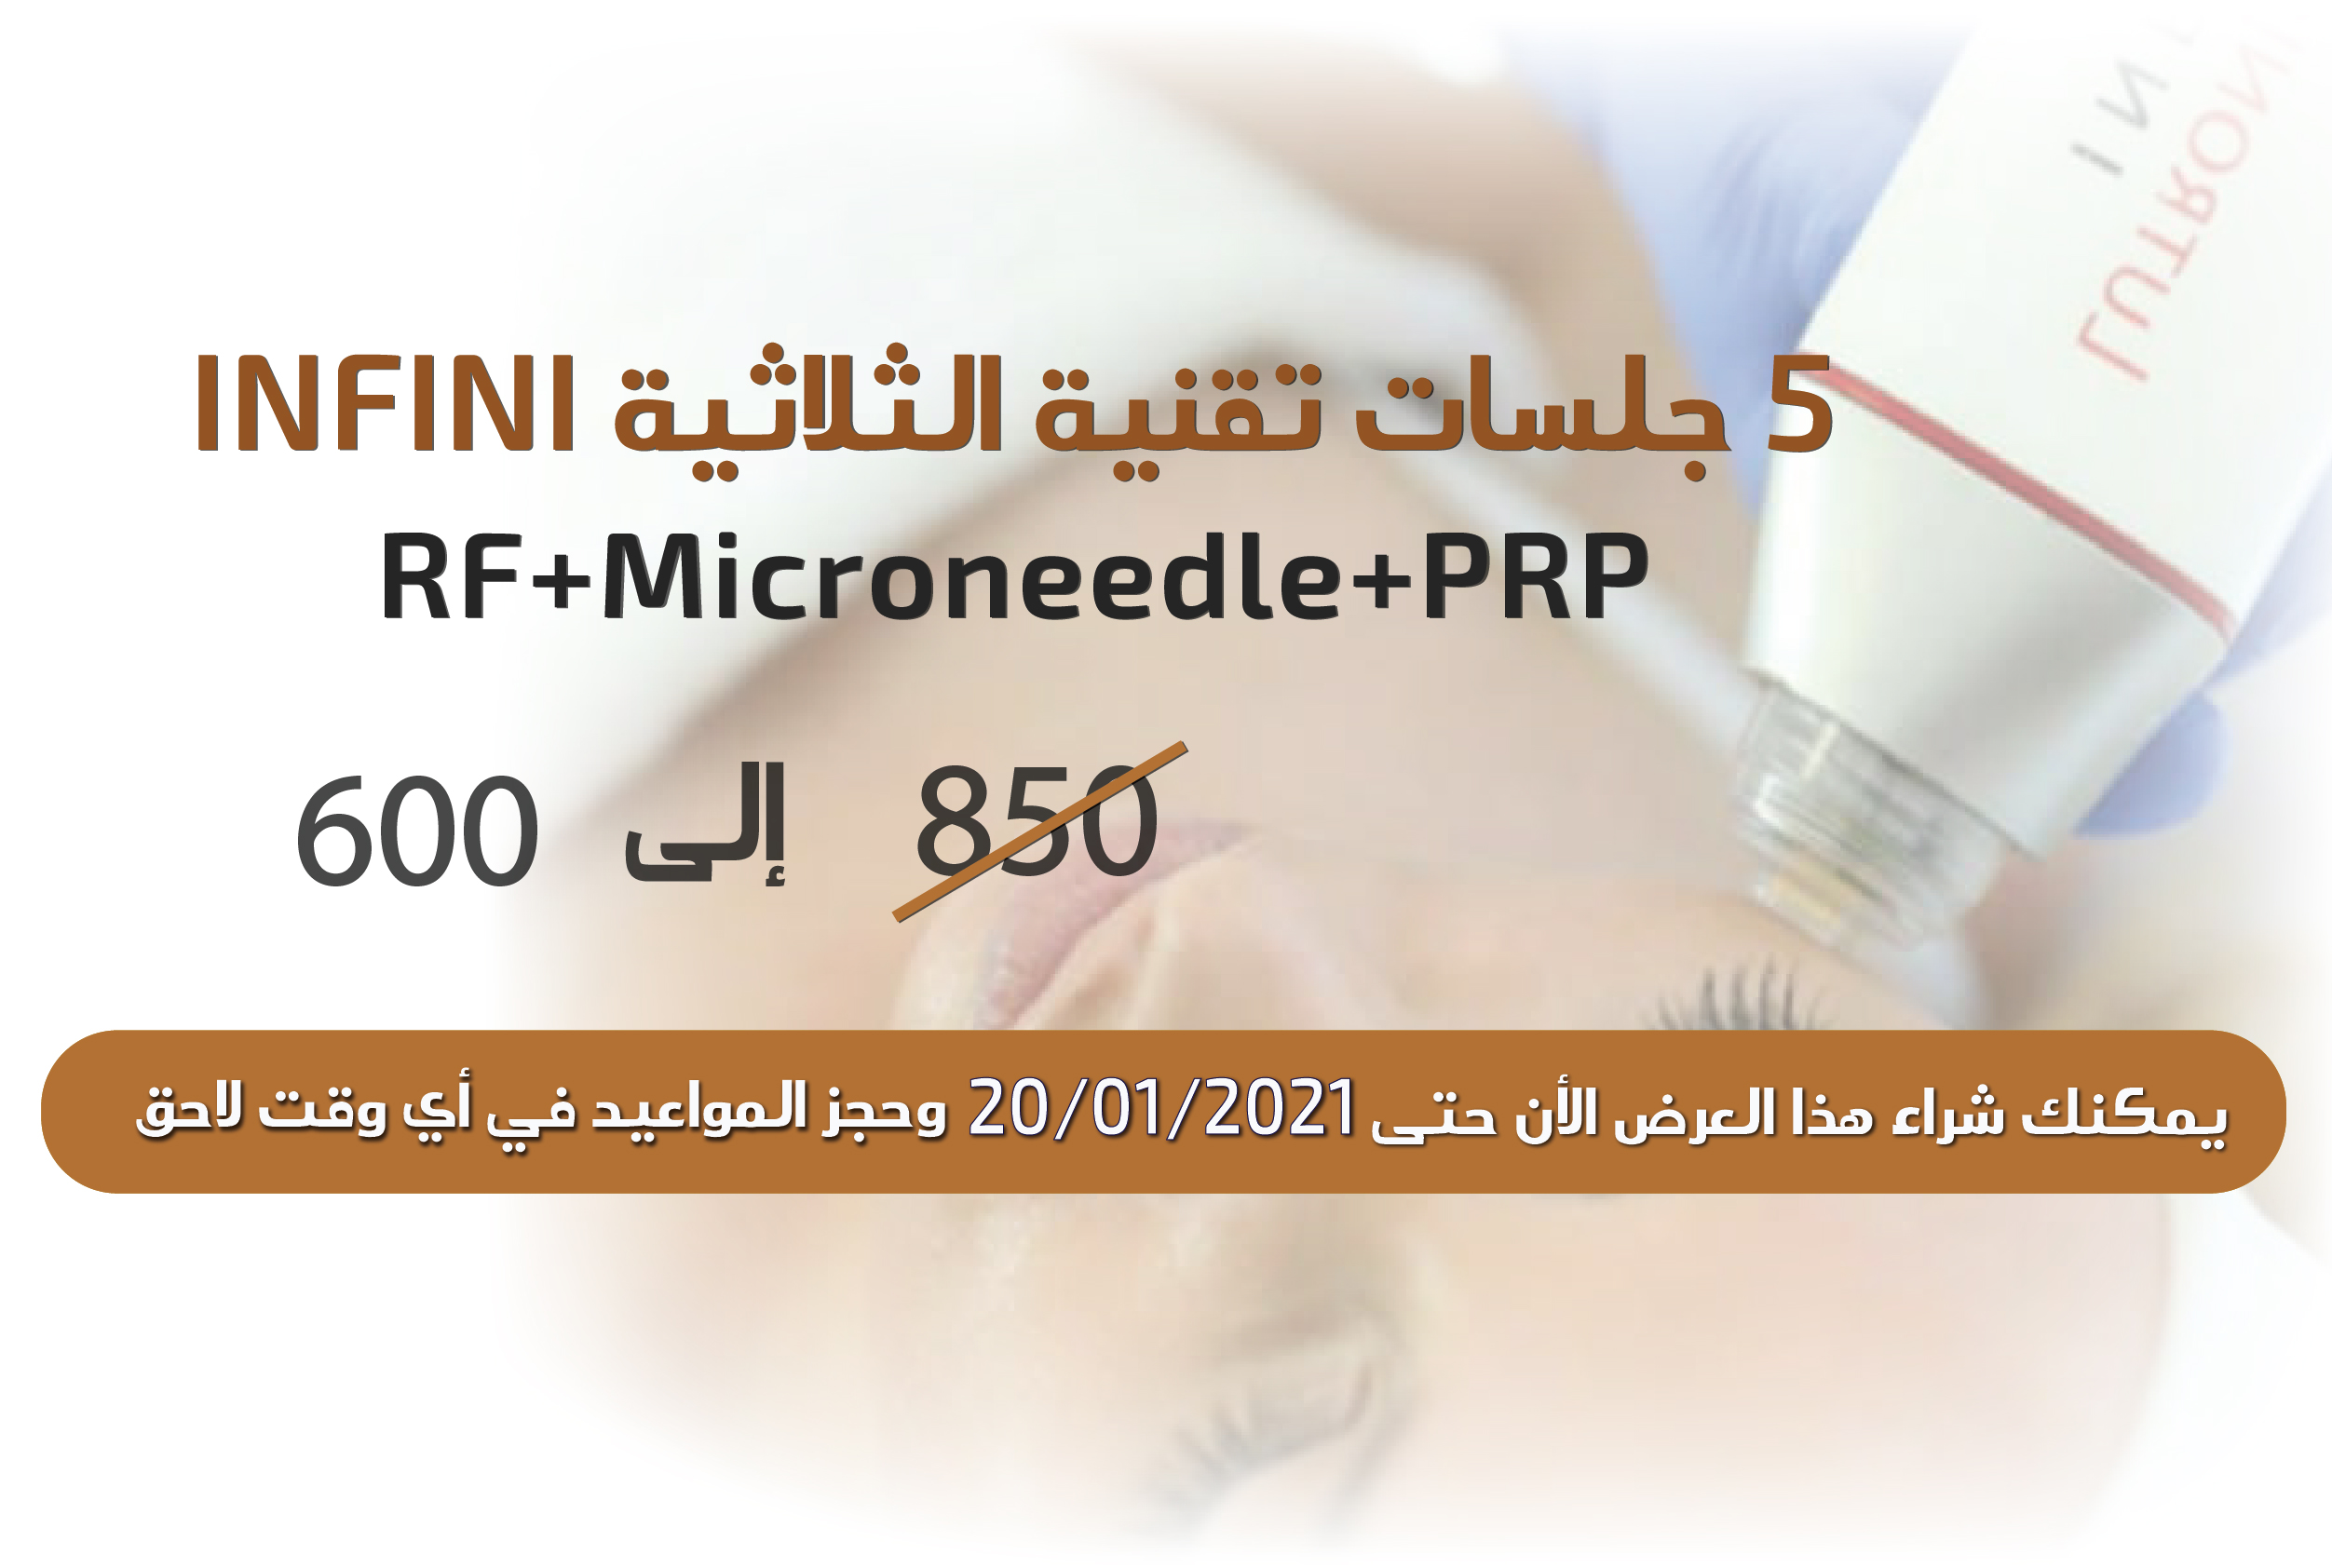 5 جلسات تقنية الثلاثية INFINI
RF+Microneedle+PRP
850 إلى 600
يمكنك شراء هذا العرض الأن حتى 20/01/2021 وحجز المواعيد في أي وقت لاحق